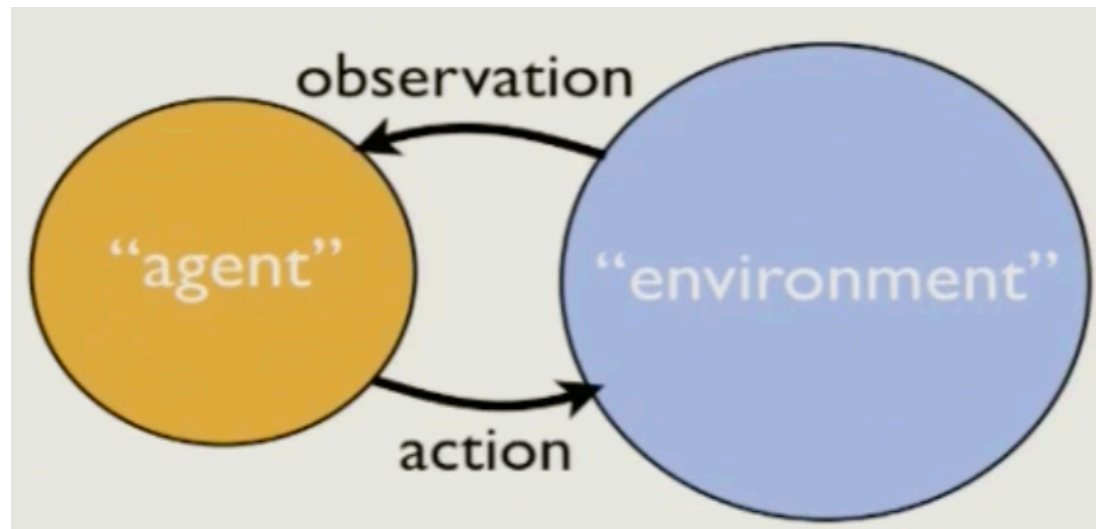 observation
“agent”
“environment”
action